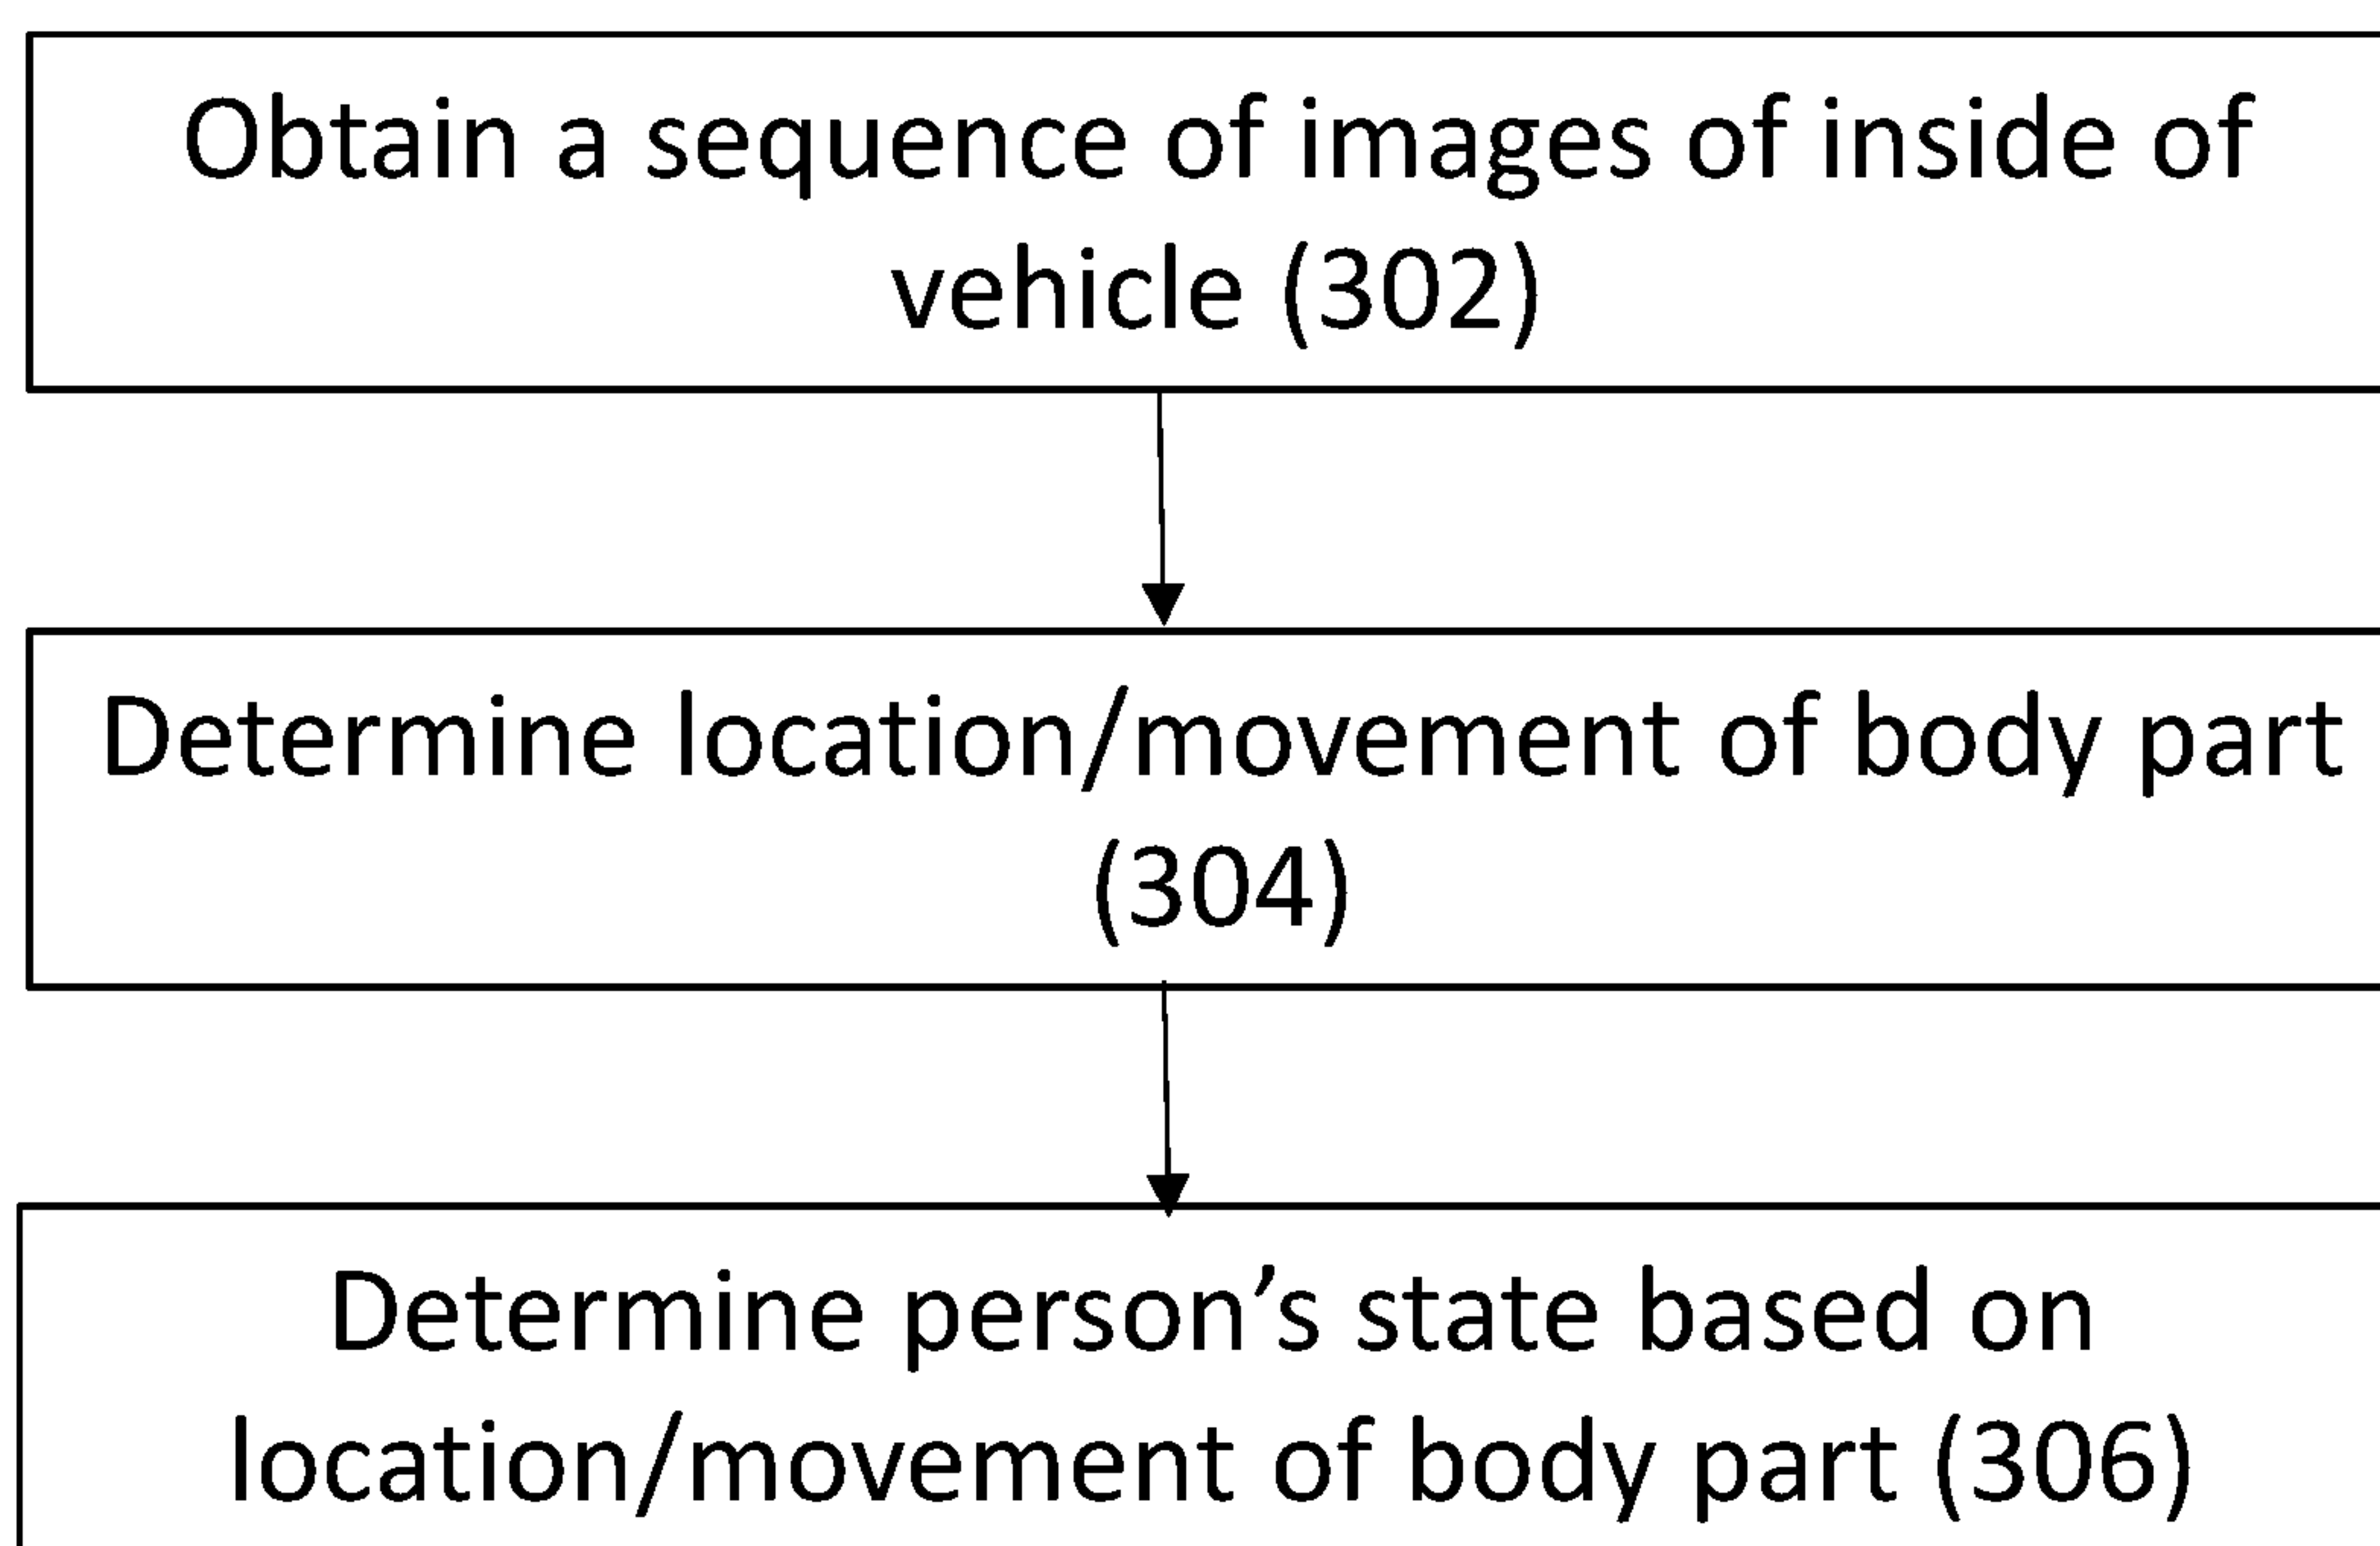 Obtain a sequence of images of inside of
vehicle (302)
Determine location/movement of body part
(304)
Determine person’s state based on
location/movement of body part (306)